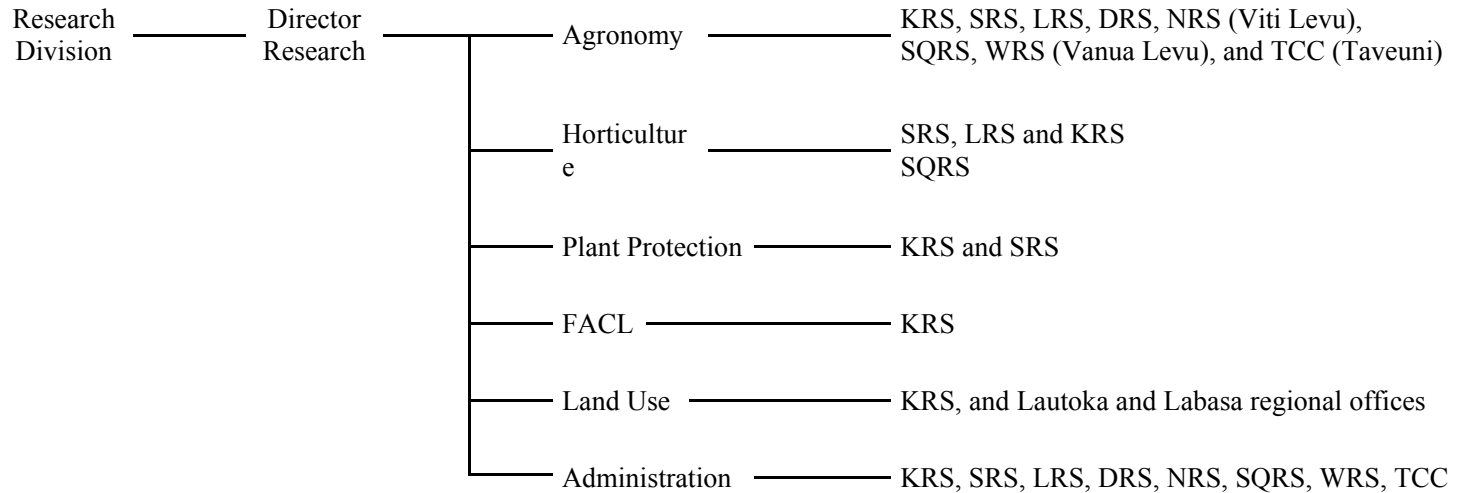 Research
Division
Director
Research
Agronomy
KRS, SRS, LRS, DRS, NRS (Viti Levu),
SQRS, WRS (Vanua Levu), and TCC (Taveuni)
Horticultur
e
SRS, LRS and KRS
SQRS
Plant Protection
KRS and SRS
FACL
KRS
Land Use
KRS, and Lautoka and Labasa regional offices
Administration
KRS, SRS, LRS, DRS, NRS, SQRS, WRS, TCC